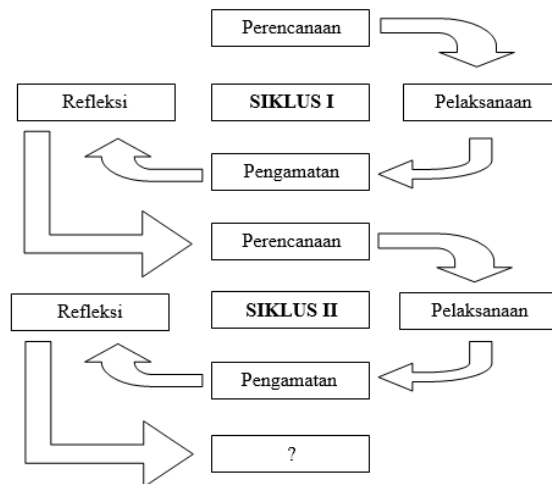 Perencanaan
Refleksi
SIKLUS I
Pelaksanaan
Pengamatan
Perencanaan
Refleksi
SIKLUS II
Pelaksanaan
Pengamatan
?